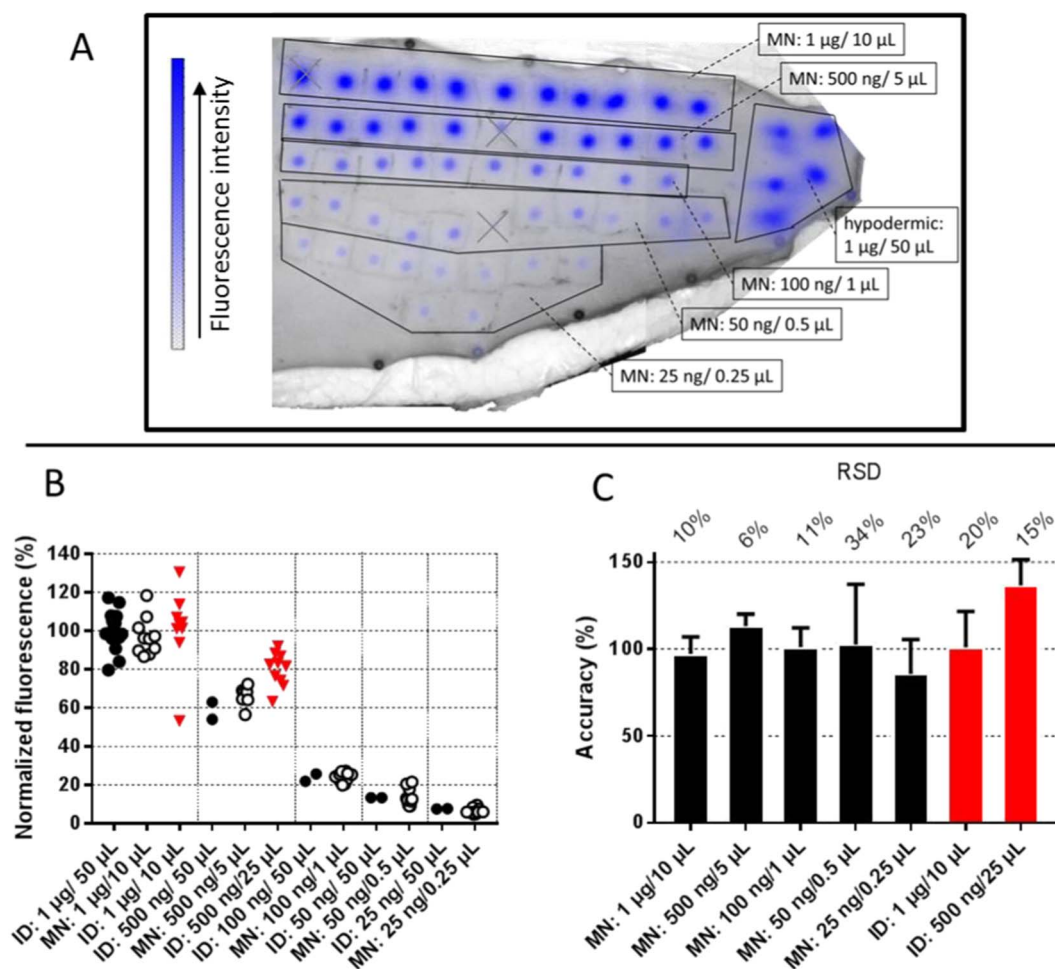 A
Fluorescence intensity
MN: 1 µg/ 10 µL
MN: 500 ng/ 5 µL
hypodermic:
1 µg/ 50 µL
MN: 100 ng/ 1 µL
MN: 50 ng/ 0.5 µL
MN: 25 ng/ 0.25 µL
B
Normalized fluorescence (%)
140
120
100
80
60
40
20
0
ID: 1 µg/ 50 µL
MN: 1 µg/10 µL
ID: 1 µg/ 10 µL
ID: 500 ng/ 50 µL
MN: 500 ng/5 µL
ID: 500 ng/25 µL
ID: 100 ng/ 50 µL
MN: 100 ng/1 µL
ID: 50 ng/ 50 µL
MN: 50 ng/0.5 µL
ID: 25 ng/ 50 µL
MN: 25 ng/0.25 µL
C
RSD
10%
6%
11%
34%
23%
20%
15%
Accuracy (%)
150
100
50
0
MN: 1 µg/10 µL
MN: 500 ng/5 µL
MN: 100 ng/1 µL
MN: 50 ng/0.5 µL
MN: 25 ng/0.25 µL
ID: 1 µg/10 µL
ID: 500 ng/25 µL